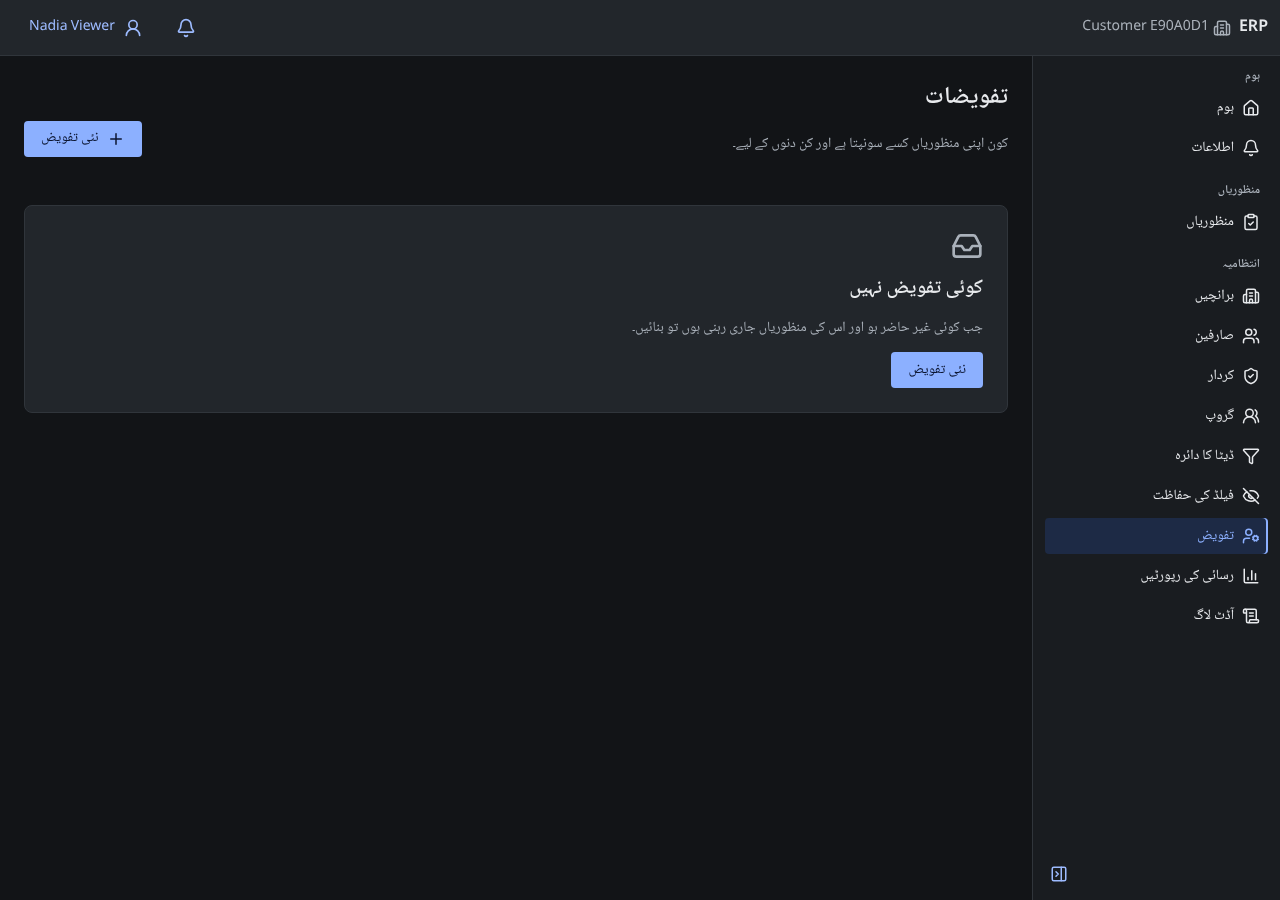 ERP
Customer E90A0D1
Nadia Viewer
ہوم
ہوم
اطلاعات
منظوریاں
منظوریاں
انتظامیہ
برانچیں
صارفین
کردار
گروپ
ڈیٹا کا دائرہ
فیلڈ کی حفاظت
تفویض
رسائی کی رپورٹیں
آڈٹ لاگ
تفویضات
کون اپنی منظوریاں کسے سونپتا ہے اور کن دنوں کے لیے۔
نئی تفویض
کوئی تفویض نہیں
جب کوئی غیر حاضر ہو اور اس کی منظوریاں جاری رہنی ہوں تو بنائیں۔
نئی تفویض